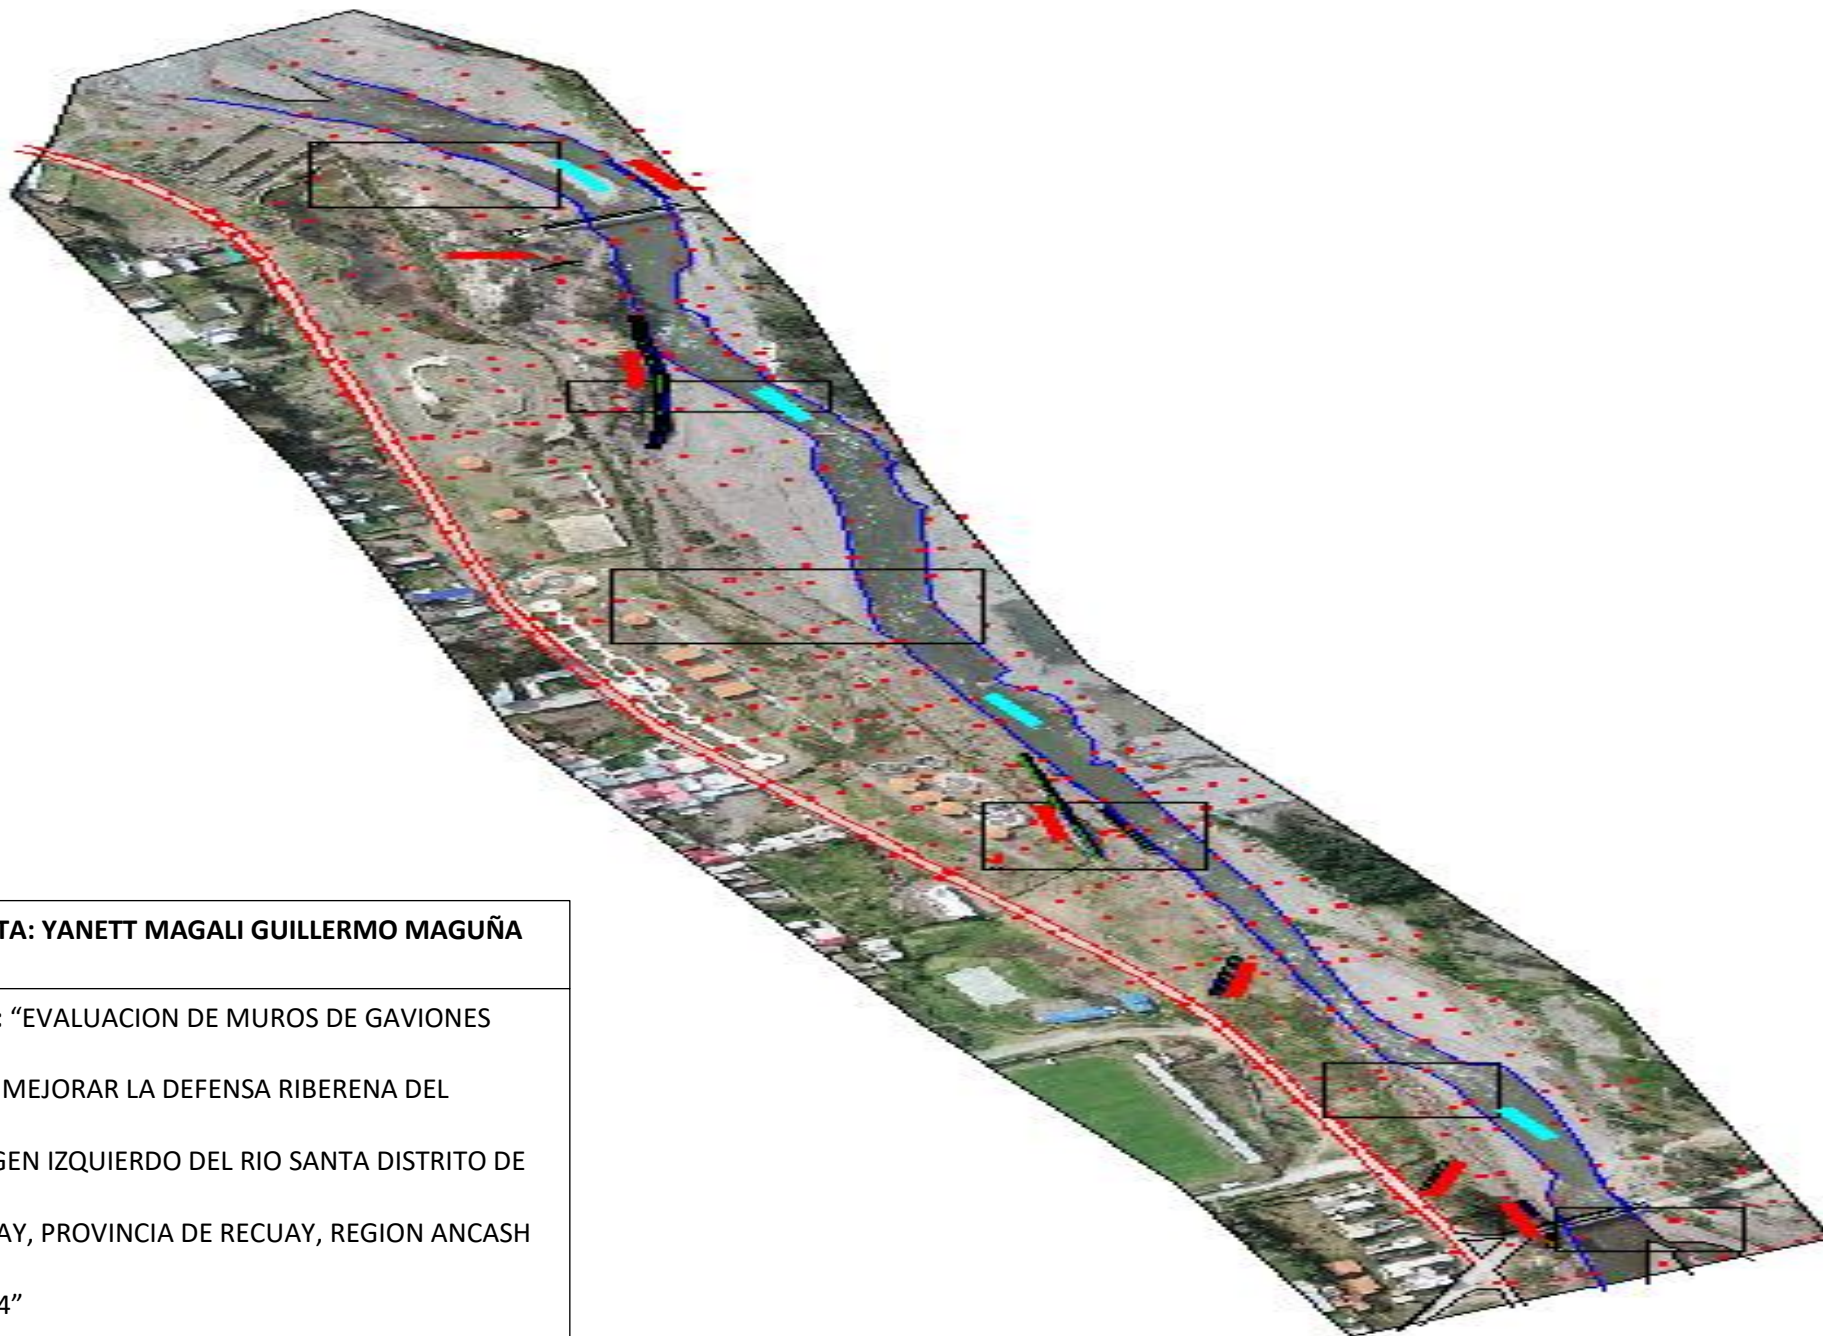 TA: YANETT MAGALI GUILLERMO MAGUÑA
: “EVALUACION DE MUROS DE GAVIONES
MEJORAR LA DEFENSA RIBERENA DEL
GEN IZQUIERDO DEL RIO SANTA DISTRITO DE
AY, PROVINCIA DE RECUAY, REGION ANCASH
4”